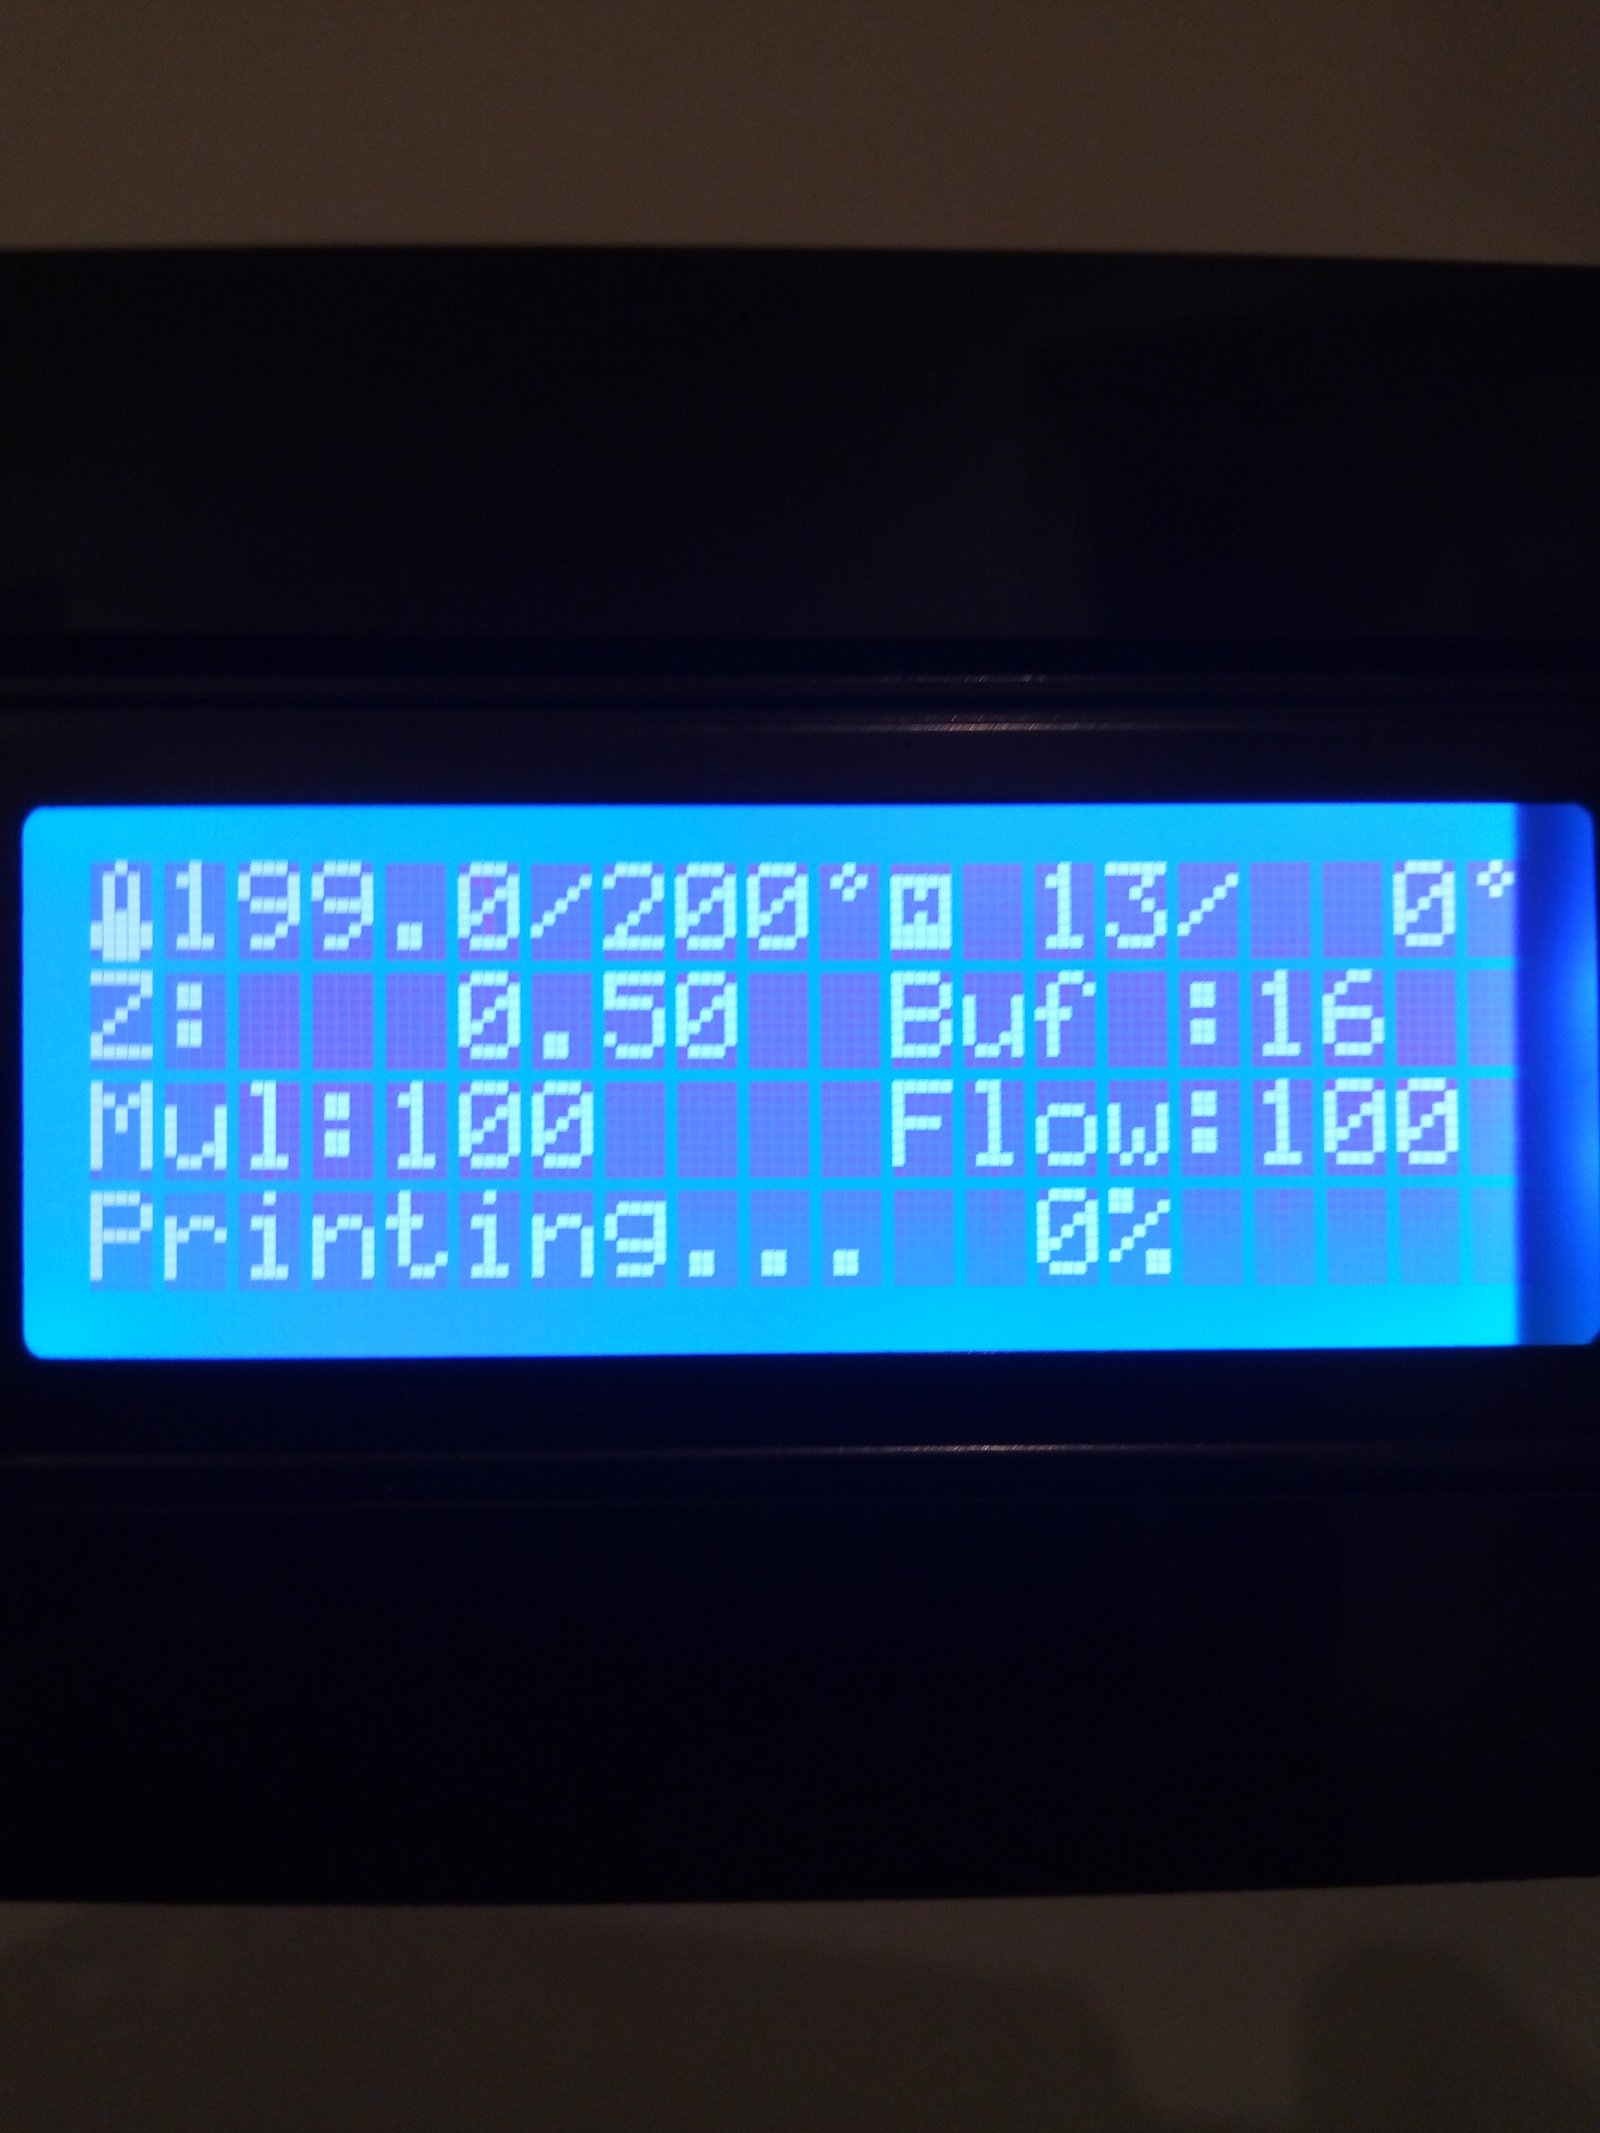 199.0/200° 13/ 0°
Z: 0.50 Buf :16
Mul:100 Flow:100
Printing... 0%